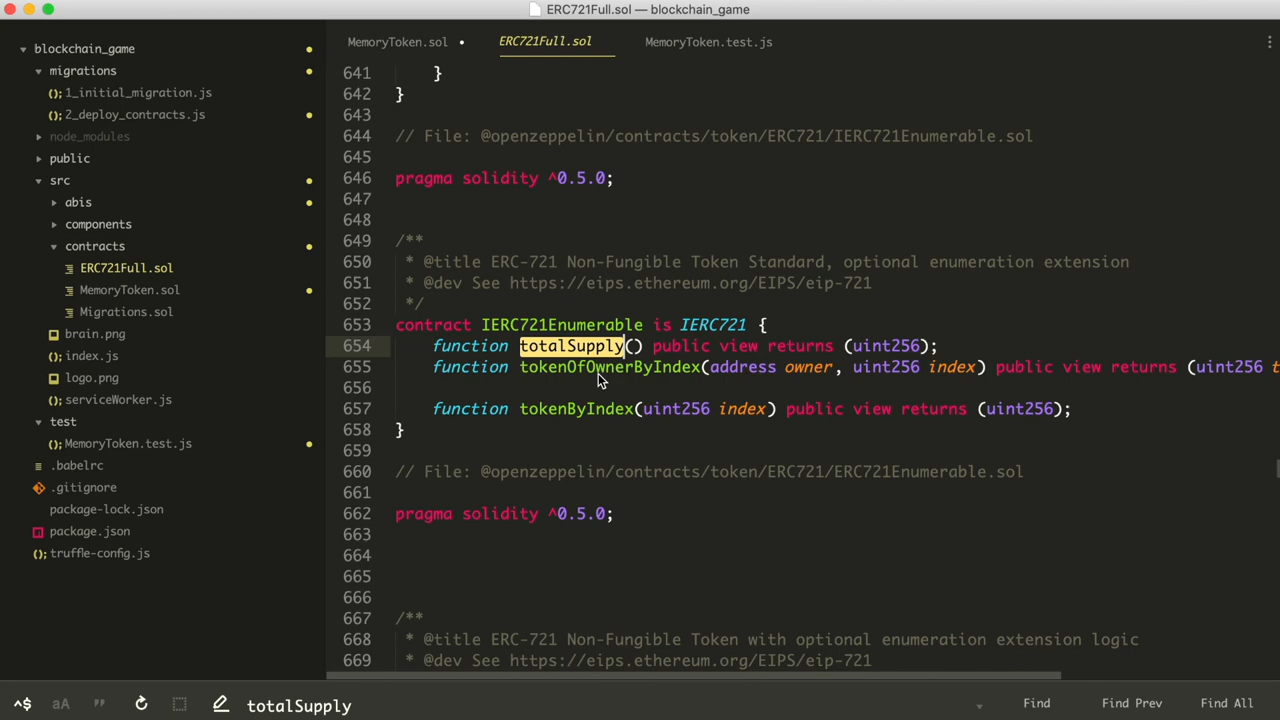 ERC721Full.sol — blockchain_game
blockchain_game
migrations
1_initial_migration.js
2_deploy_contracts.js
node_modules
public
src
abis
components
contracts
ERC721Full.sol
MemoryToken.sol
Migrations.sol
brain.png
index.js
logo.png
serviceWorker.js
test
MemoryToken.test.js
.babelrc
.gitignore
package-lock.json
package.json
truffle-config.js
MemoryToken.sol
ERC721Full.sol
MemoryToken.test.js
641 }
642 }
643
644 // File: @openzeppelin/contracts/token/ERC721/IERC721Enumerable.sol
645
646 pragma solidity ^0.5.0;
647
648
649 /**
650 * @title ERC-721 Non-Fungible Token Standard, optional enumeration extension
651 * @dev See https://eips.ethereum.org/EIPS/eip-721
652 */
653 contract IERC721Enumerable is IERC721 {
654 function totalSupply() public view returns (uint256);
655 function tokenOfOwnerByIndex(address owner, uint256 index) public view returns (uint256 t
656
657 function tokenByIndex(uint256 index) public view returns (uint256);
658 }
659
660 // File: @openzeppelin/contracts/token/ERC721/ERC721Enumerable.sol
661
662 pragma solidity ^0.5.0;
663
664
665
666
667 /**
668 * @title ERC-721 Non-Fungible Token with optional enumeration extension logic
669 * @dev See https://eips.ethereum.org/EIPS/eip-721
totalSupply
Find
Find Prev
Find All